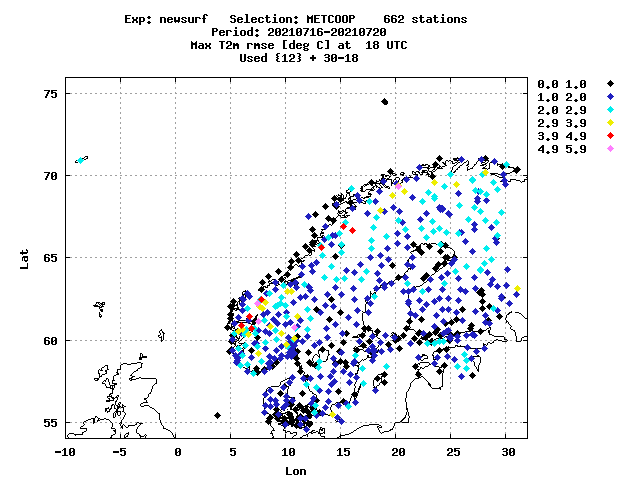 Exp: newsurf   Selection: METCOOP    662 stations
Period: 20210716-20210720
Max T2m rmse [deg C] at  18 UTC
Used {12} + 30-18
0.0 1.0
1.0 2.0
2.0 2.9
2.9 3.9
3.9 4.9
4.9 5.9
75
70
65
60
55
Lat
-10 -5 0 5 10 15 20 25 30
Lon